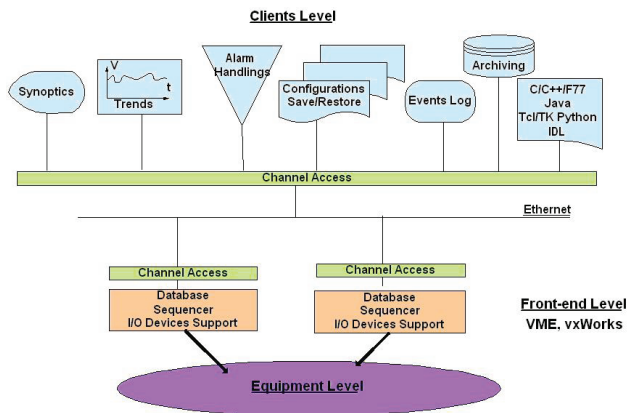 Clients Level
Synoptics
V
t
Trends
Alarm
Handlings
Configurations
Save/Restore
Events Log
Archiving
C/C++/F77
Java
Tcl/TK Python
IDL
Channel Access
Ethernet
Channel Access
Channel Access
Database
Sequencer
I/O Devices Support
Database
Sequencer
I/O Devices Support
Front-end Level
VME, vxWorks
Equipment Level